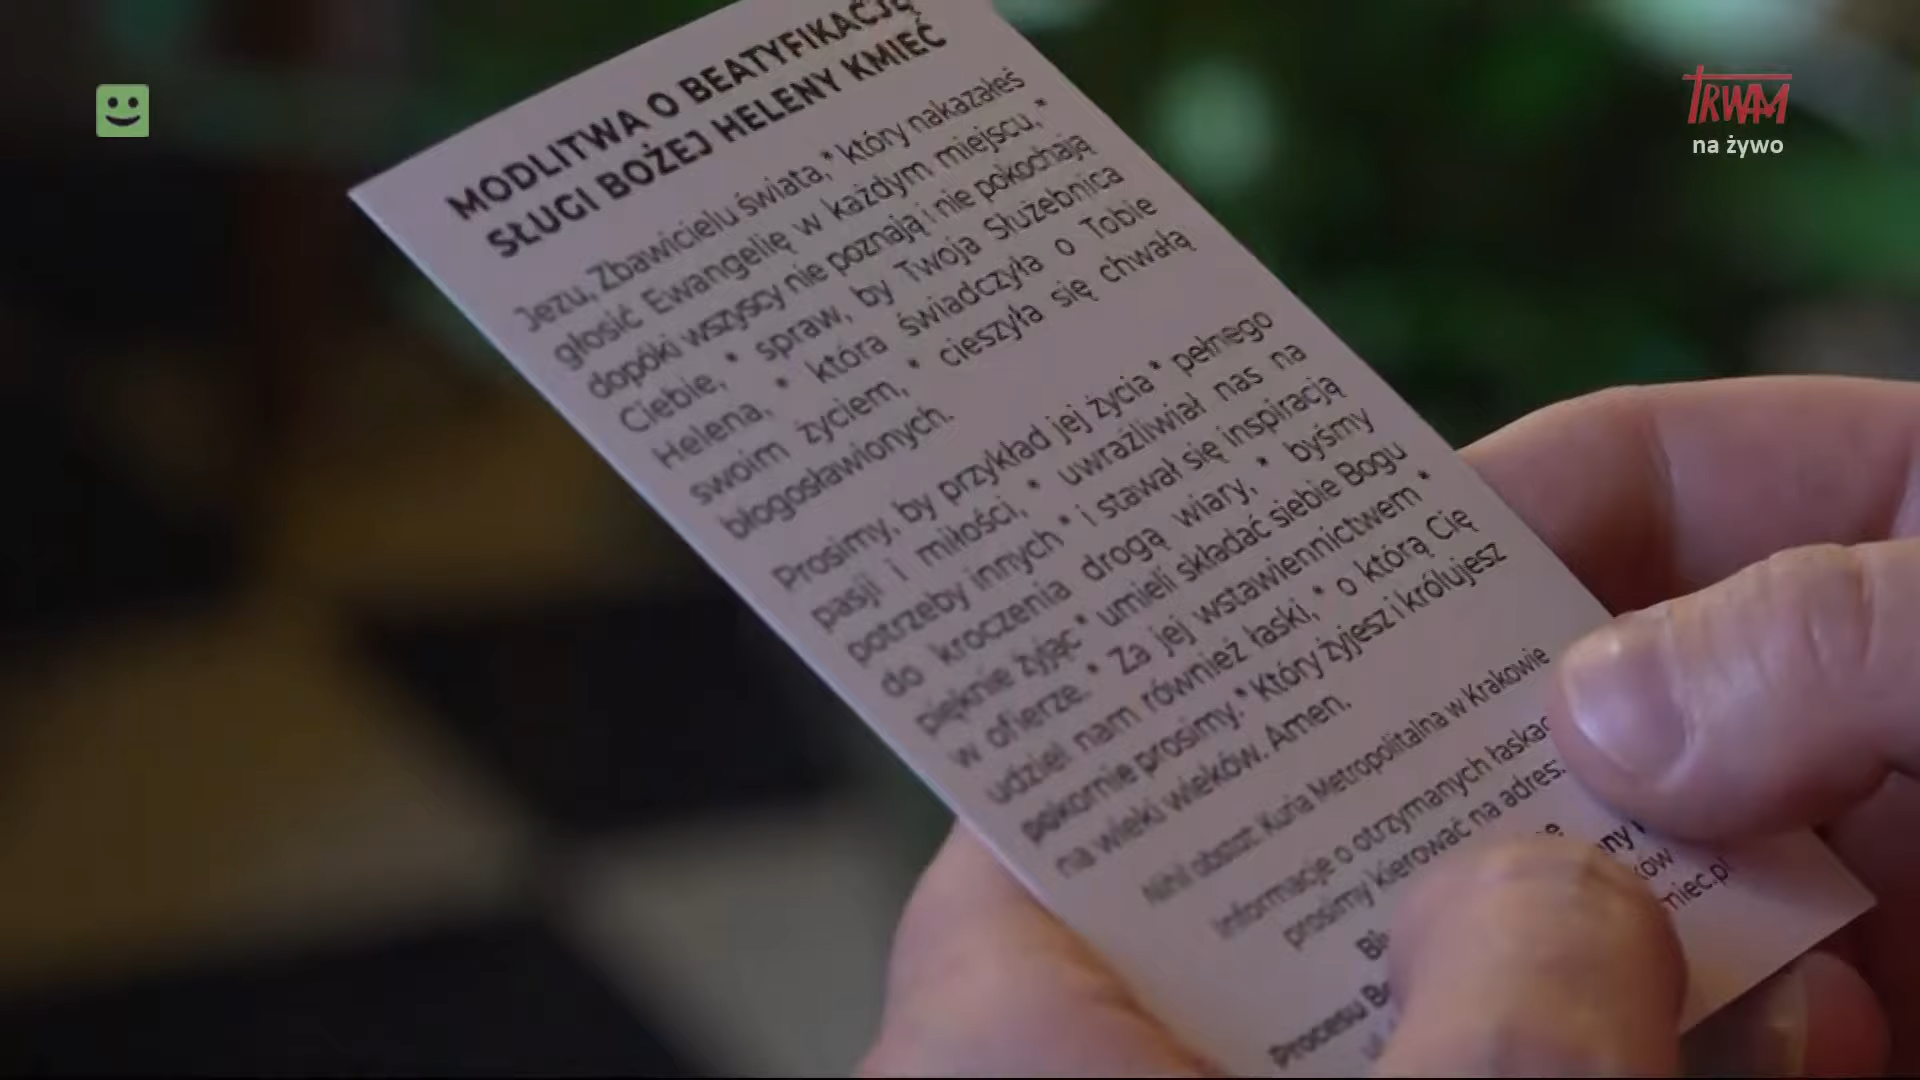 MODLITWA O BEATYFIKACJĘ
SŁUGI BOŻEJ HELENY KMIEĆ
Jezu, Zbawicielu świata, * który nakazałeś
głosić Ewangelię w każdym miejscu, *
dopóki wszyscy nie poznają i nie pokochają
Ciebie, * spraw, by Twoja Służebnica
Helena, * która świadczyła o Tobie
swoim życiem, * cieszyła się chwałą
błogosławionych.
Prosimy, by przykład jej życia * pełnego
pasji i miłości, * uwrażliwiał nas na
potrzeby innych * i stawał się inspiracją
do kroczenia drogą wiary, * byśmy
pięknie żyjąc * umieli składać siebie Bogu
w ofierze. * Za jej wstawiennictwem *
udziel nam również łaski, * o którą Cię
pokornie prosimy. * Który żyjesz i królujesz
na wieki wieków. Amen.
Nihil obstat: Kuria Metropolitalna w Krakowie
Informacje o otrzymanych łaskac
prosimy kierować na adres:
Procesu
miec.pl
TRWAM
na żywo